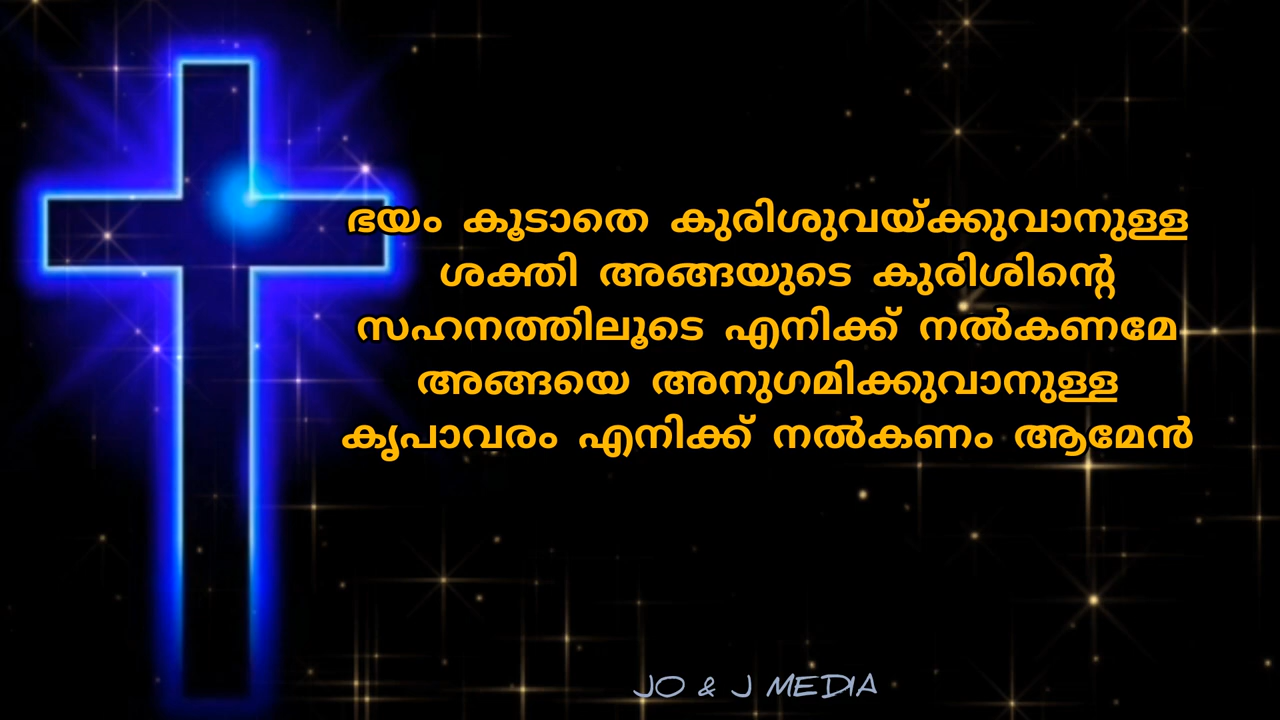 ഭയം കൂടാതെ കുരിശുവയ്ക്കുവാനുള്ള
ശക്തി അങ്ങയുടെ കുരിശിന്റെ
സഹനത്തിലൂടെ എനിക്ക് നൽകണമേ
അങ്ങയെ അനുഗമിക്കുവാനുള്ള
കൃപാവരം എനിക്ക് നൽകണം ആമേൻ
JO & J MEDIA